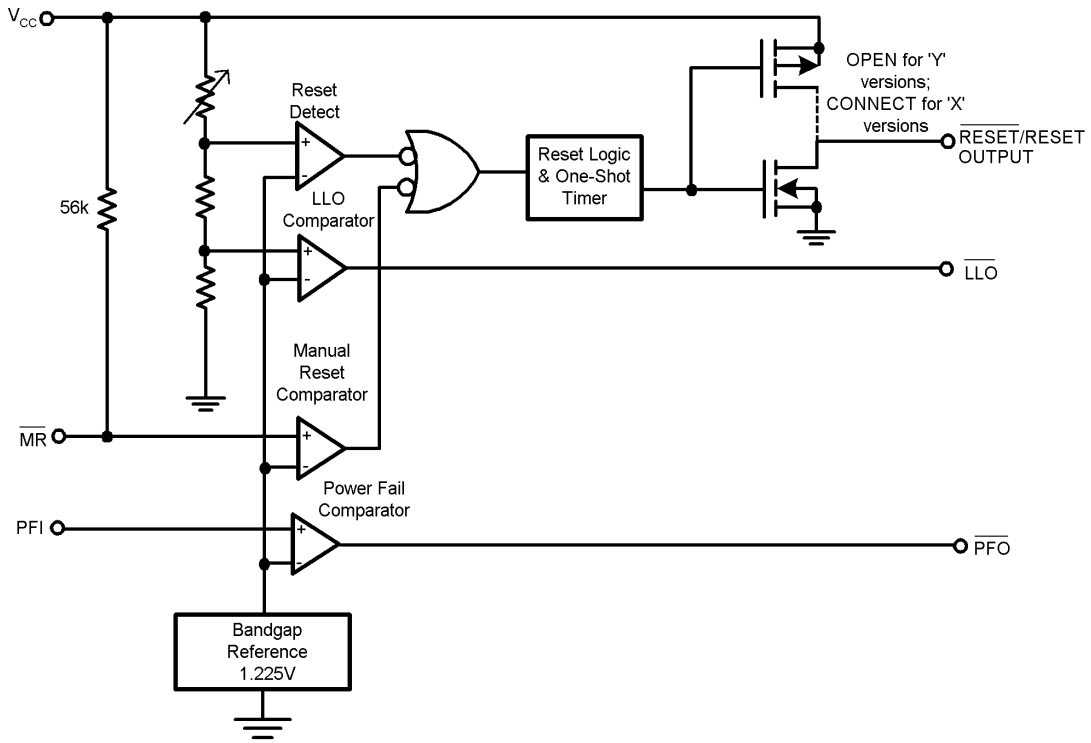 VCC
OPEN for 'Y'
versions;
CONNECT for 'X'
versions
Reset
Detect
+
-
RESET/RESET
OUTPUT
Reset Logic
& One-Shot
Timer
56k
LLO
Comparator
+
-
LLO
Manual
Reset
Comparator
MR
+
-
Power Fail
Comparator
PFI
+
-
PFO
Bandgap
Reference
1.225V